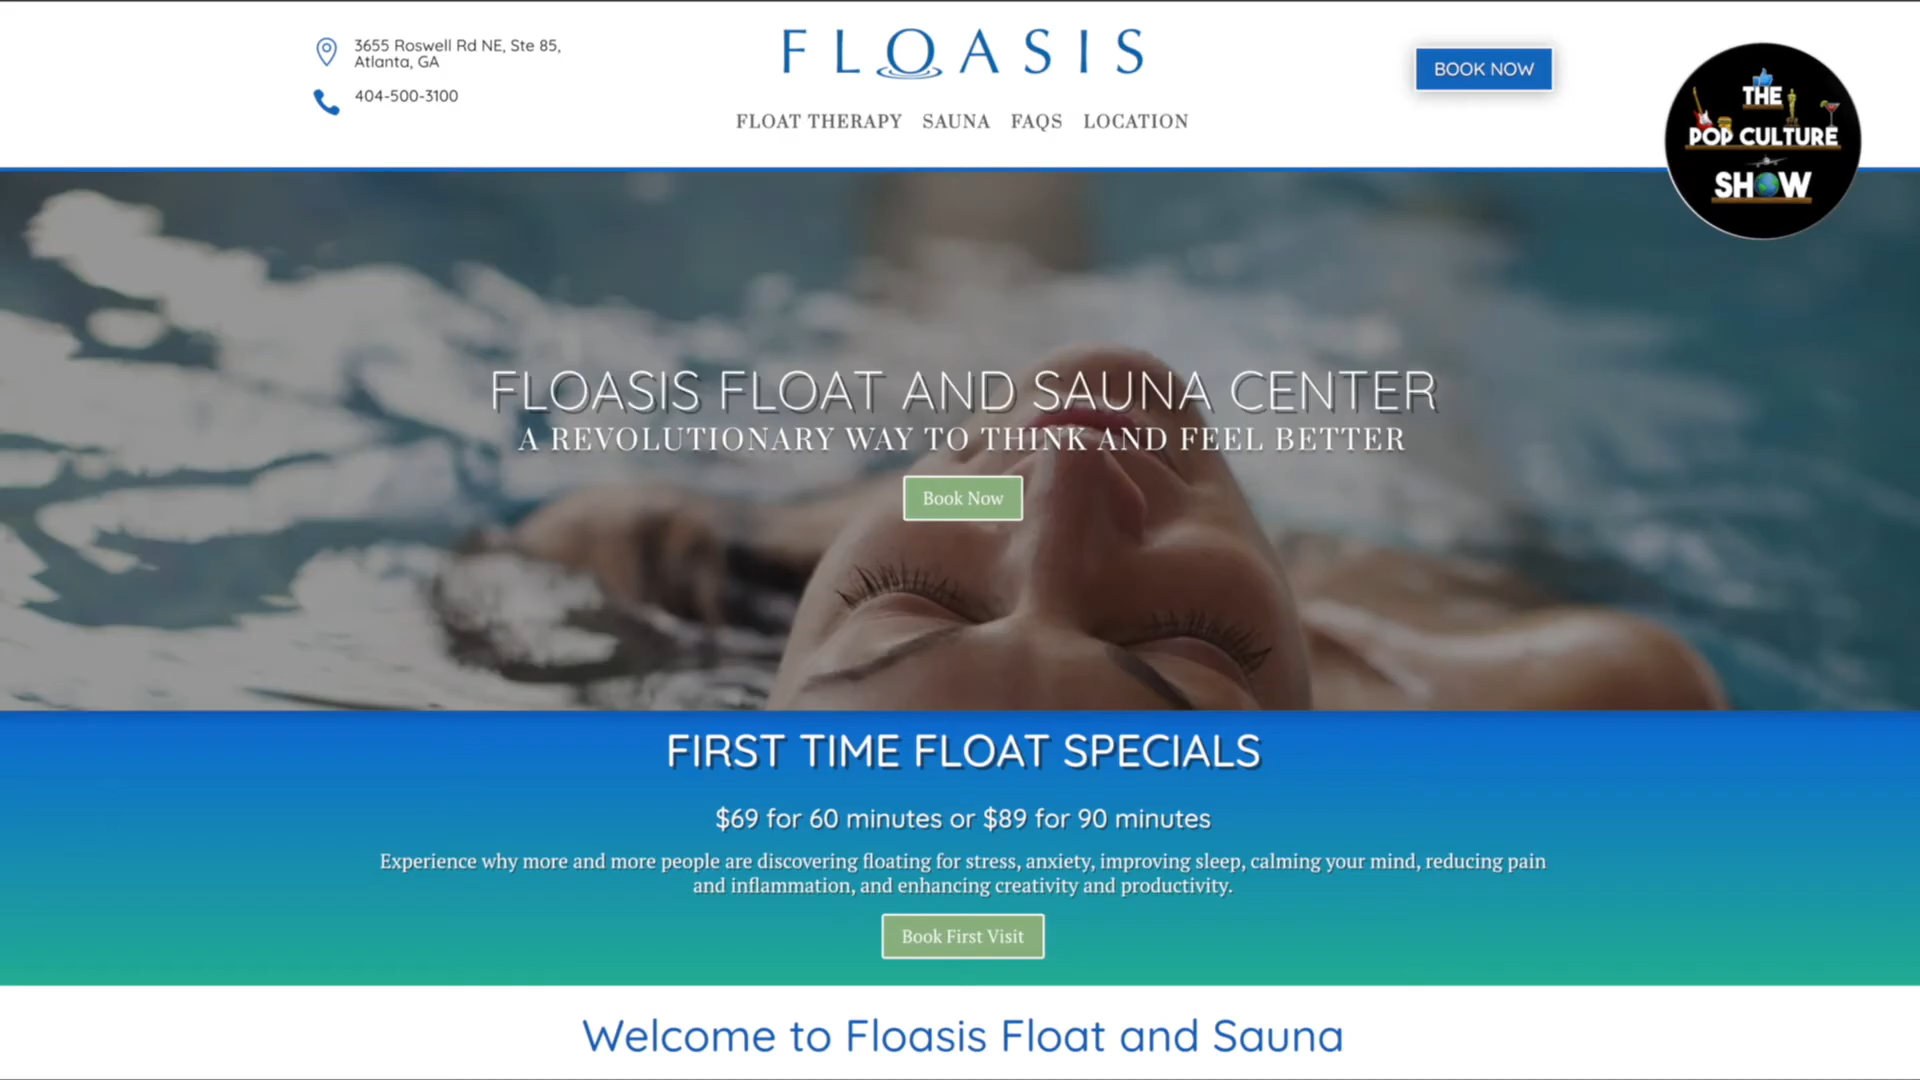 3655 Roswell Rd NE, Ste 85,
Atlanta, GA
404-500-3100
FLOASIS
FLOAT THERAPY SAUNA FAQS LOCATION
BOOK NOW
THE
POP CULTURE
SHOW
FLOASIS FLOAT AND SAUNA CENTER
A REVOLUTIONARY WAY TO THINK AND FEEL BETTER
Book Now
FIRST TIME FLOAT SPECIALS
$69 for 60 minutes or $89 for 90 minutes
Experience why more and more people are discovering floating for stress, anxiety, improving sleep, calming your mind, reducing pain
and inflammation, and enhancing creativity and productivity.
Book First Visit
Welcome to Floasis Float and Sauna